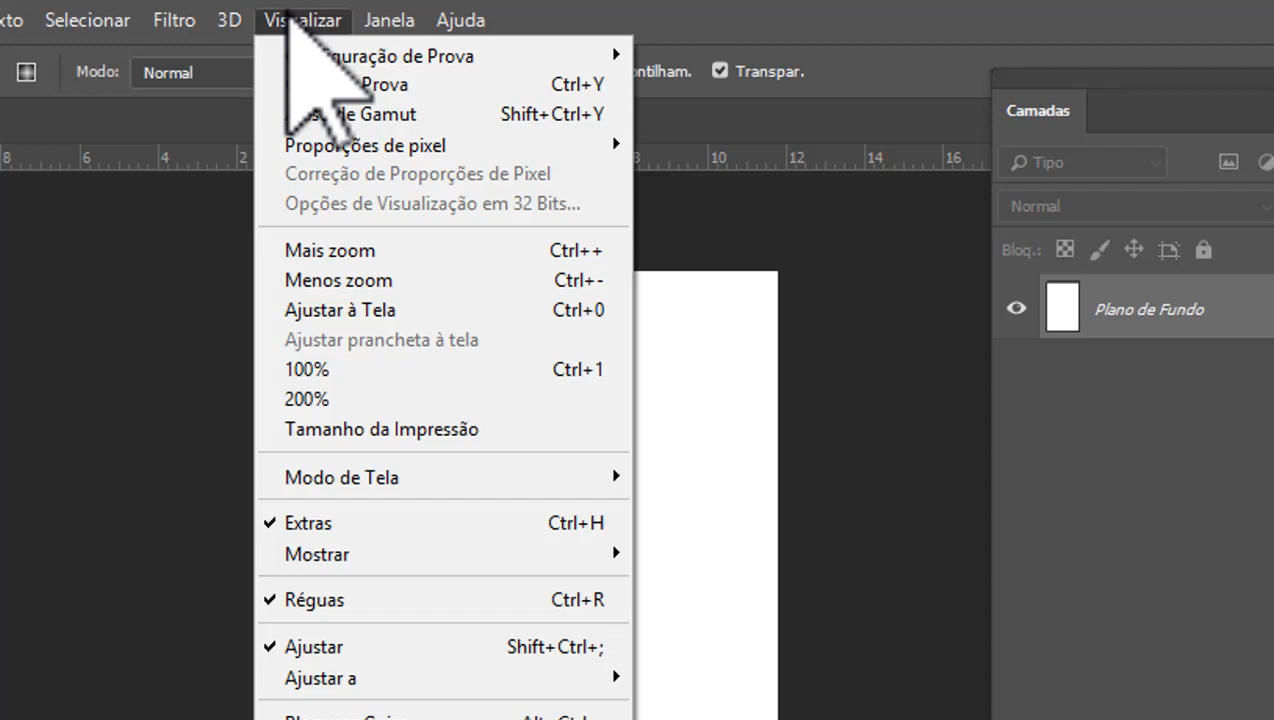 Selecionar Filtro 3D Visualizar Janela Ajuda
Modo: Normal Transpar.
de Prova
Prova Ctrl+Y
de Gamut Shift+Ctrl+Y
Proporções de pixel
Correção de Proporções de Pixel
Opções de Visualização em 32 Bits...
Mais zoom Ctrl++
Menos zoom Ctrl+-
Ajustar à Tela Ctrl+0
Ajustar prancheta à tela
100% Ctrl+1
200%
Tamanho da Impressão
Modo de Tela
Extras Ctrl+H
Mostrar
Réguas Ctrl+R
Ajustar Shift+Ctrl+;
Ajustar a
8 6 4 2 8 10 12 14 16
Camadas
Tipo
Normal
Bloq.:
Plano de Fundo